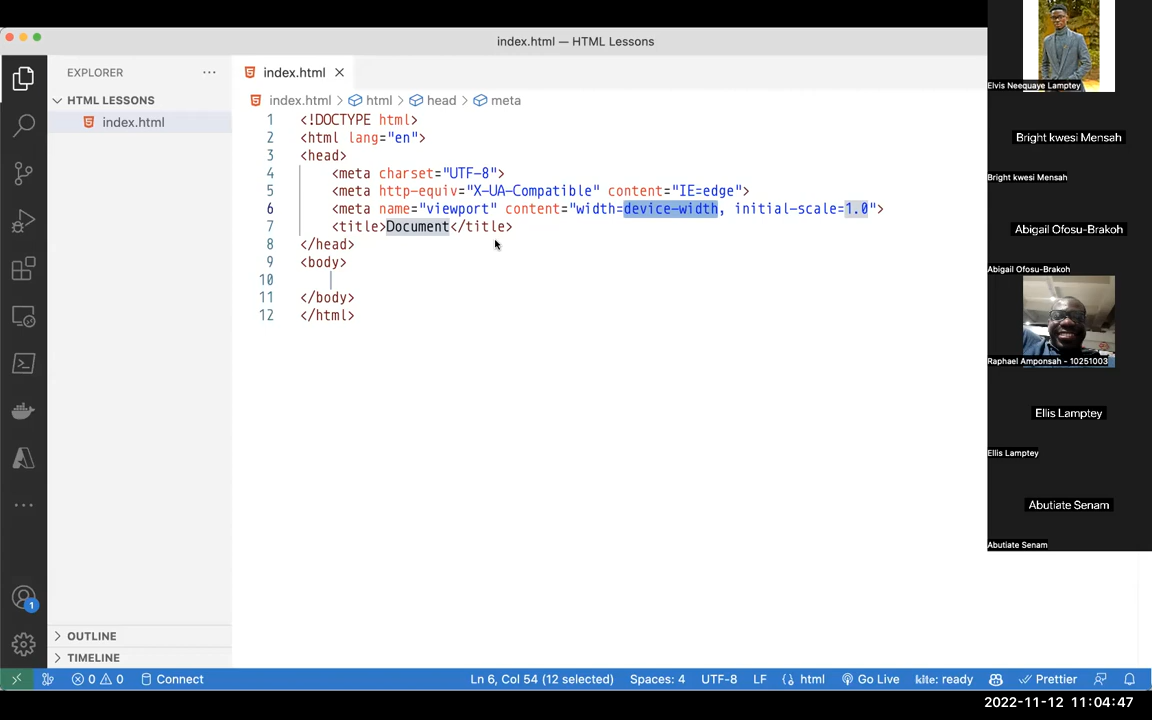 index.html — HTML Lessons
EXPLORER
index.html
HTML LESSONS
index.html
index.html > html > head > meta
1 <!DOCTYPE html>
2 <html lang="en">
3 <head>
4 <meta charset="UTF-8">
5 <meta http-equiv="X-UA-Compatible" content="IE=edge">
6 <meta name="viewport" content="width=device-width, initial-scale=1.0">
7 <title>Document</title>
8 </head>
9 <body>
10
11 </body>
12 </html>
Elvis Neequaye Lamptey
Bright kwesi Mensah
Bright kwesi Mensah
Abigail Ofosu-Brakoh
Abigail Ofosu-Brakoh
Raphael Amponsah - 10251003
Ellis Lamptey
Ellis Lamptey
Abutiate Senam
Abutiate Senam
1
OUTLINE
TIMELINE
0 0 Connect Ln 6, Col 54 (12 selected) Spaces: 4 UTF-8 LF html Go Live kite: ready Prettier
2022-11-12 11:04:47